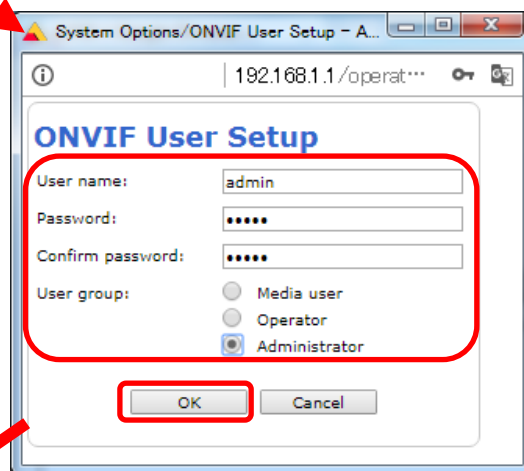 System Options/ONVIF User Setup - A...
192.168.1.1/operat···
ONVIF User Setup
User name: admin
Password: •••••
Confirm password: •••••
User group: Media user
Operator
Administrator
OK Cancel